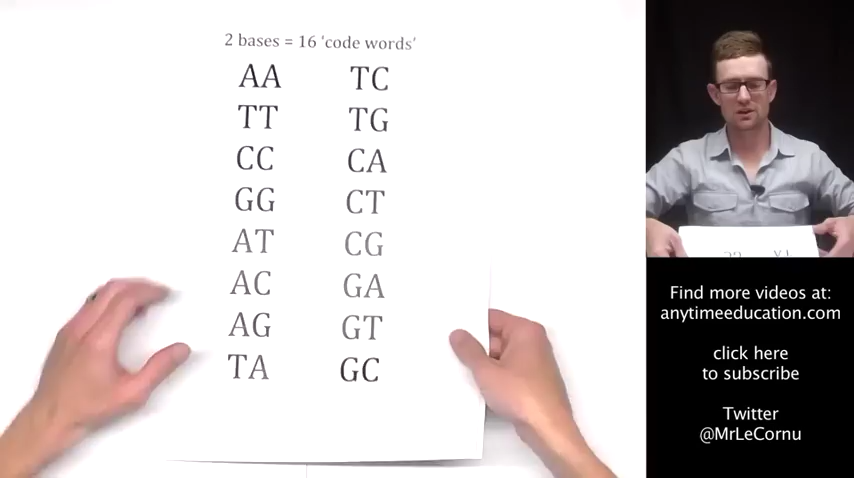 2 bases = 16 'code words'
AA TC
TT TG
CC CA
GG CT
AT CG
AC GA
AG GT
TA GC
Find more videos at:
anytimeeducation.com
click here
to subscribe
Twitter
@MrLeCornu